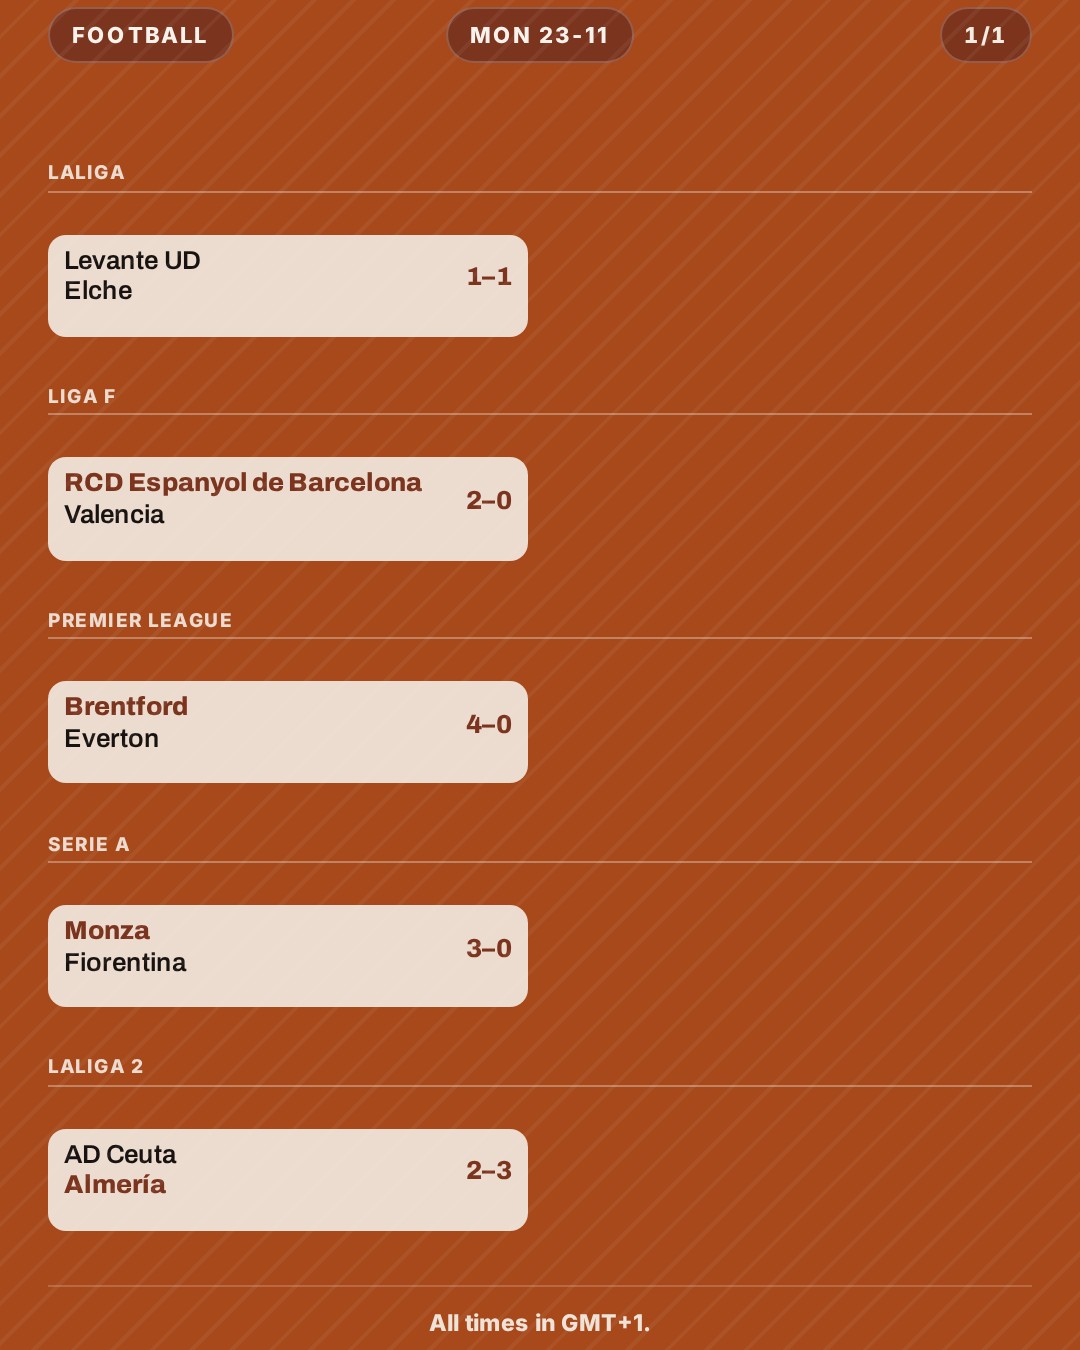 FOOTBALL
MON 23-11
1/1
LALIGA
Levante UD
1–1
Elche
LIGA F
RCD Espanyol de Barcelona
2–0
Valencia
PREMIER LEAGUE
Brentford
4–0
Everton
SERIE A
Monza
3–0
Fiorentina
LALIGA 2
AD Ceuta
2–3
Almería
All times in GMT+1.